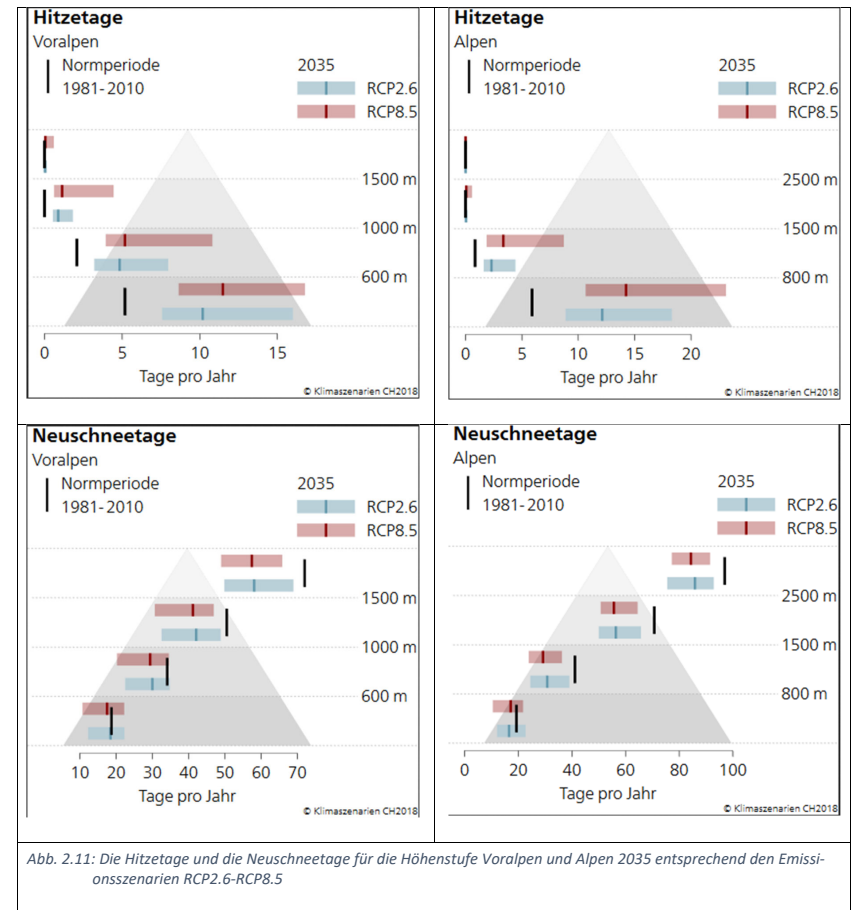 Hitzetage
Voralpen
Normperiode
1981-2010
2035
RCP2.6
RCP8.5
1500 m
1000 m
600 m
0 5 10 15
Tage pro Jahr
© Klimaszenarien CH2018
Hitzetage
Alpen
Normperiode
1981-2010
2035
RCP2.6
RCP8.5
2500 m
1500 m
800 m
0 5 10 15 20
Tage pro Jahr
© Klimaszenarien CH2018
Neuschneetage
Voralpen
Normperiode
1981-2010
2035
RCP2.6
RCP8.5
1500 m
1000 m
600 m
10 20 30 40 50 60 70
Tage pro Jahr
© Klimaszenarien CH2018
Neuschneetage
Alpen
Normperiode
1981-2010
2035
RCP2.6
RCP8.5
2500 m
1500 m
800 m
0 20 40 60 80 100
Tage pro Jahr
© Klimaszenarien CH2018
Abb. 2.11: Die Hitzetage und die Neuschneetage für die Höhenstufe Voralpen und Alpen 2035 entsprechend den Emissi-
onsszenarien RCP2.6-RCP8.5